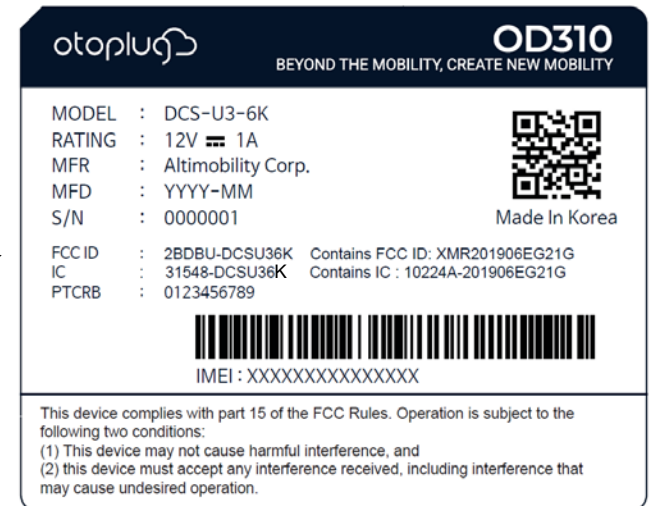 otoplug
OD310
BEYOND THE MOBILITY, CREATE NEW MOBILITY
MODEL : DCS-U3-6K
RATING : 12V ⎓ 1A
MFR : Altimobility Corp.
MFD : YYYY-MM
S/N : 0000001
Made In Korea
FCC ID : 2BDBU-DCSU36K Contains FCC ID: XMR201906EG21G
IC : 31548-DCSU36K Contains IC : 10224A-201906EG21G
PTCRB : 0123456789
IMEI : XXXXXXXXXXXXXXX
This device complies with part 15 of the FCC Rules. Operation is subject to the
following two conditions:
(1) This device may not cause harmful interference, and
(2) this device must accept any interference received, including interference that
may cause undesired operation.